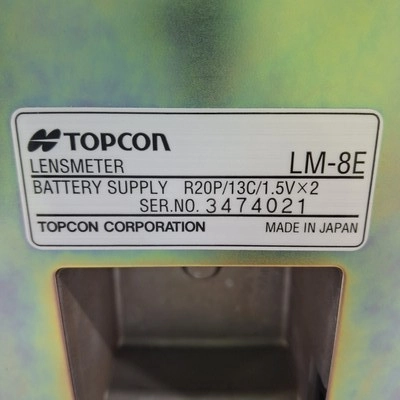 TOPCON
LENSMETER LM-8E
BATTERY SUPPLY R20P/13C/1.5V×2
SER.NO. 3474021
TOPCON CORPORATION MADE IN JAPAN